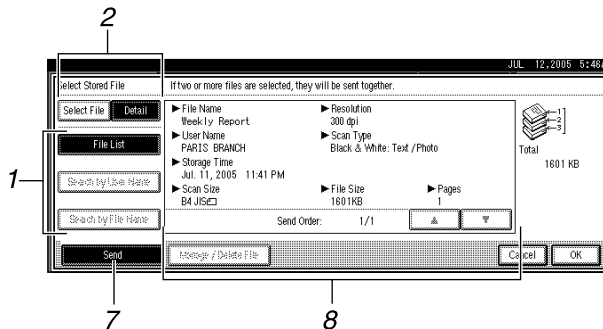 2
JUL 12,2005 5:46
Select Stored File
If two or more files are selected, they will be sent together.
Select File
Detail
► File Name
Weekly Report
► Resolution
300 dpi
► User Name
PARIS BRANCH
► Scan Type
Black & White: Text / Photo
► Storage Time
Jul. 11, 2005 11:41 PM
► Scan Size
B4 JIS
► File Size
1601KB
► Pages
1
Send Order: 1/1
▲
▼
1
2
3
Total
1601 KB
1
File List
Search by User Name
Search by File Name
Send
Manage / Delete File
Cancel
OK
7
8